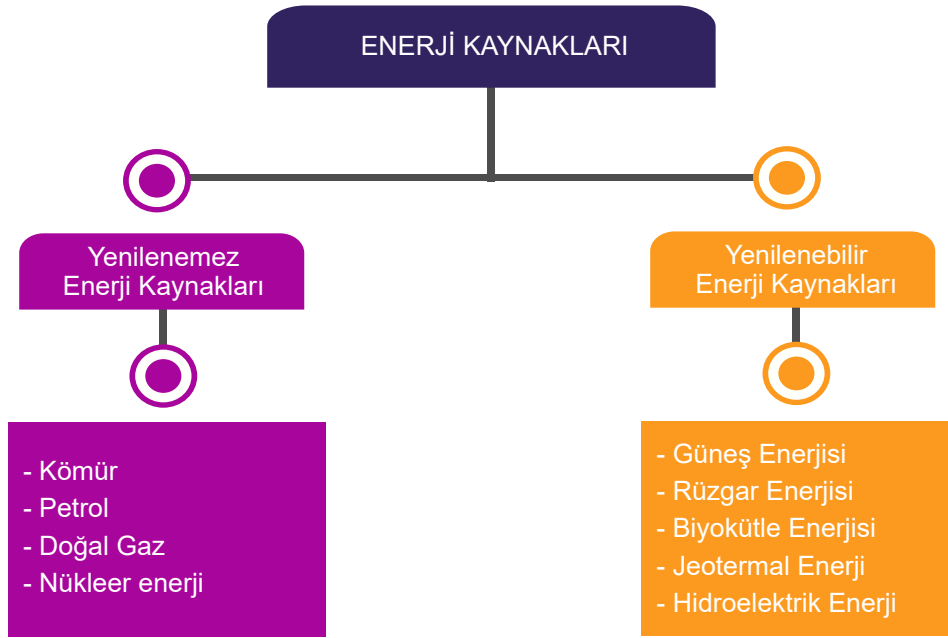 ENERJİ KAYNAKLARI
Yenilenemez
Enerji Kaynakları
- Kömür
- Petrol
- Doğal Gaz
- Nükleer enerji
Yenilenebilir
Enerji Kaynakları
- Güneş Enerjisi
- Rüzgar Enerjisi
- Biyokütle Enerjisi
- Jeotermal Enerji
- Hidroelektrik Enerji